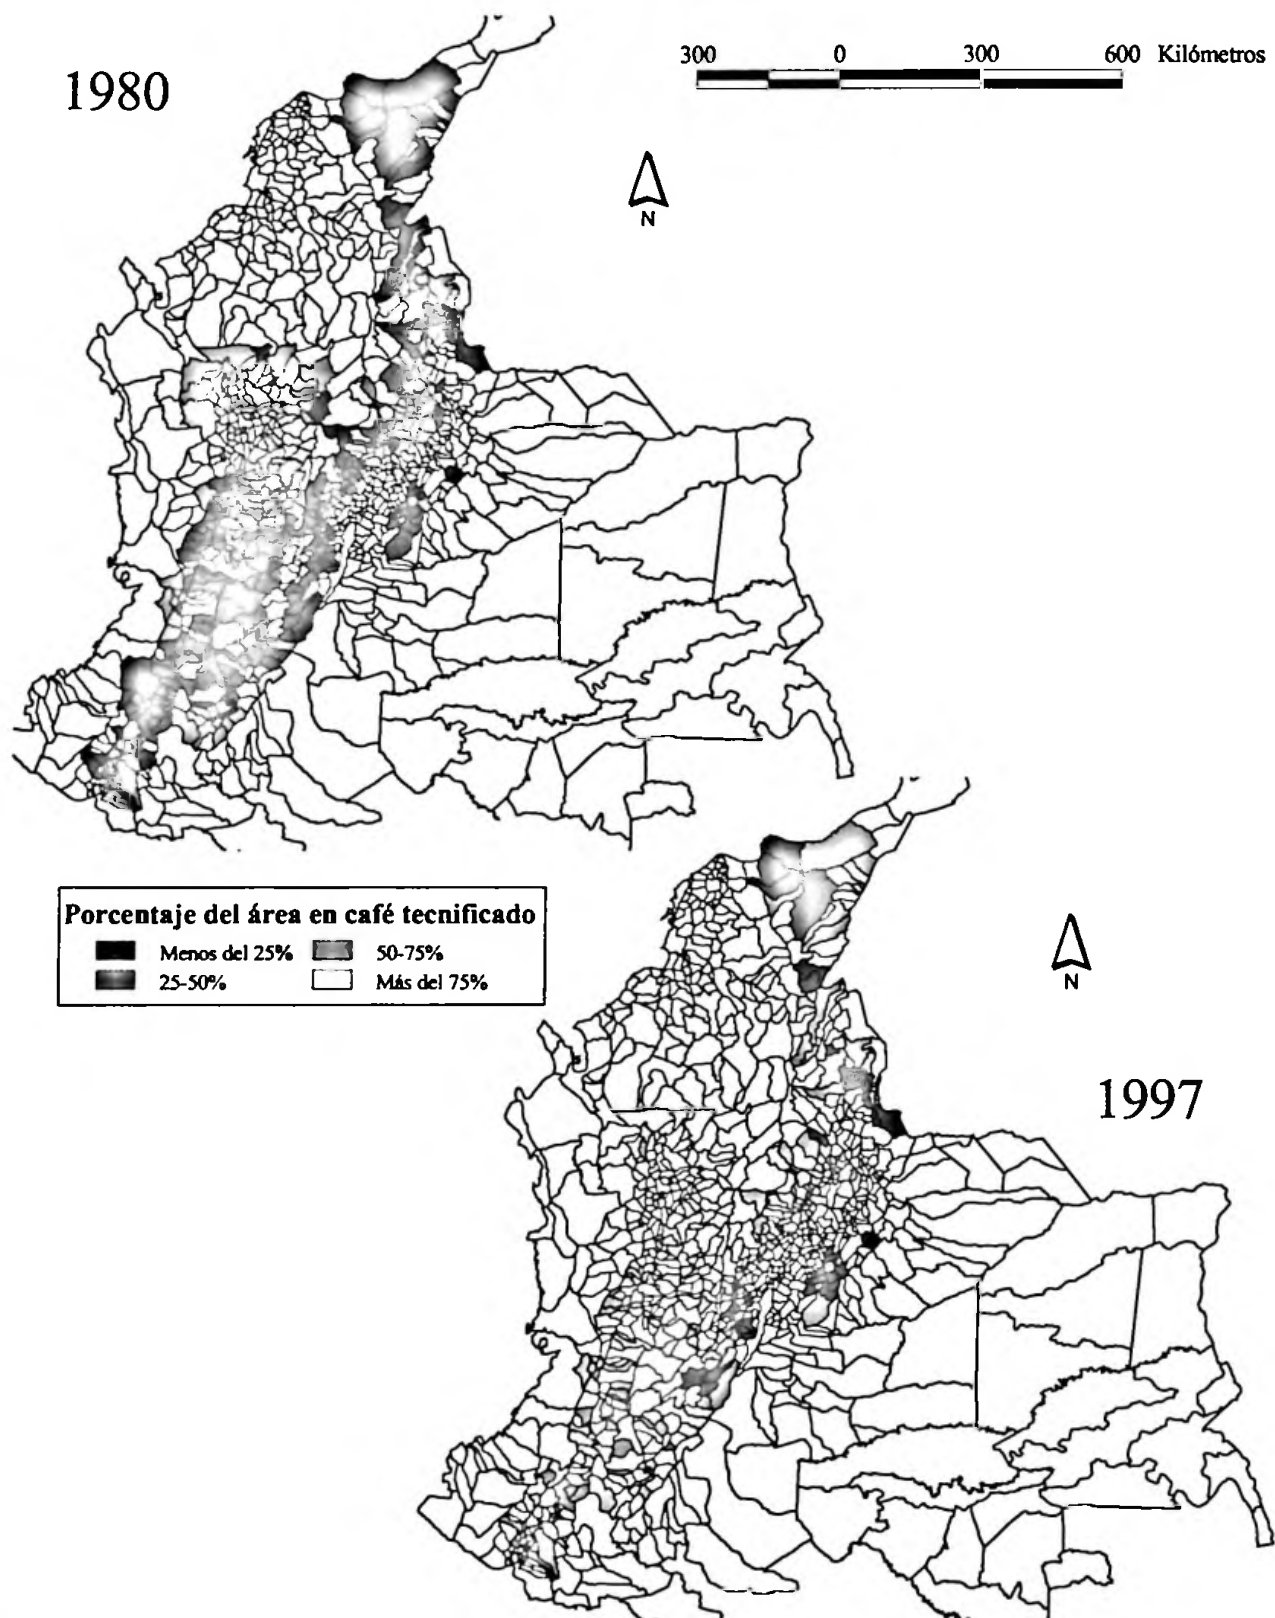 1980
300 0 300 600 Kilómetros
N
Porcentaje del área en café tecnificado
Menos del 25% 50-75%
25-50% Más del 75%
N
1997